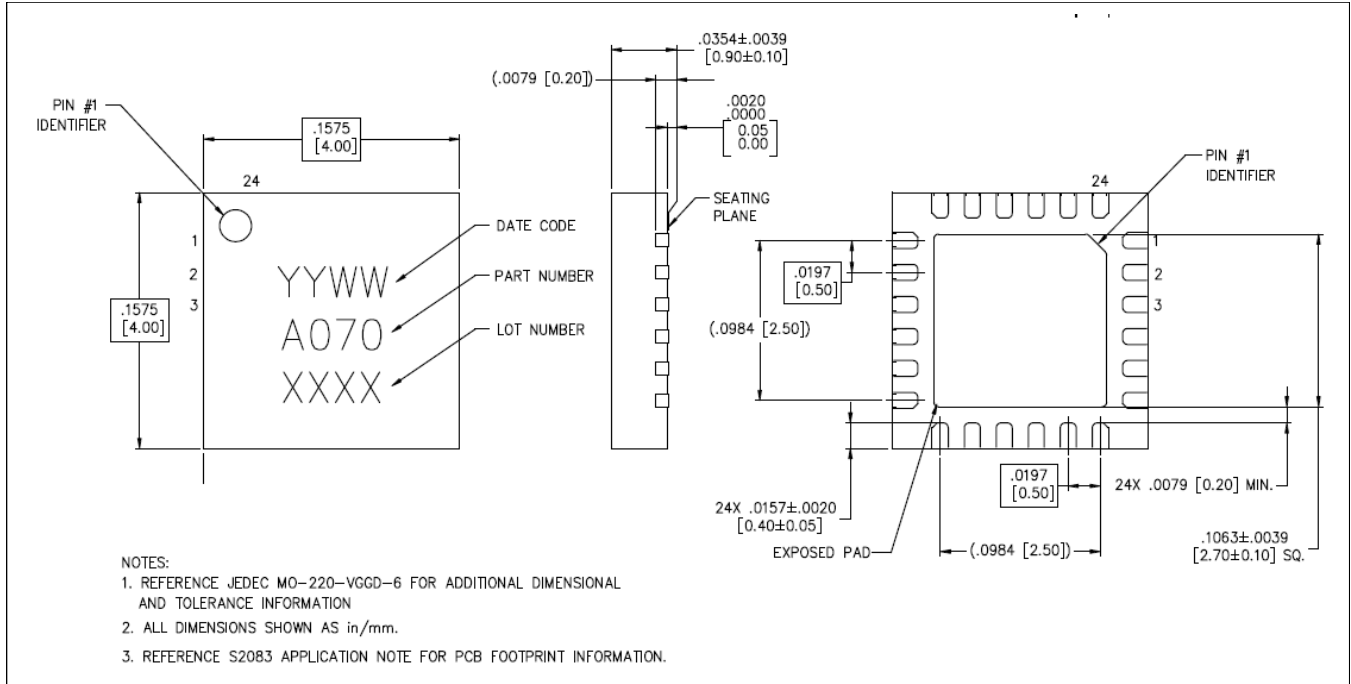 .0354±.0039
[0.90±0.10]
(.0079 [0.20])
PIN #1
IDENTIFIER
.0020
.0000
0.05
0.00
.1575
[4.00]
PIN #1
IDENTIFIER
24
24
SEATING
PLANE
DATE CODE
1
2
3
YYWW
PART NUMBER
A070
LOT NUMBER
XXXX
.1575
[4.00]
1
2
3
.0197
[0.50]
(.0984 [2.50])
.0197
[0.50]
24X .0079 [0.20] MIN.
24X .0157±.0020
[0.40±0.05]
EXPOSED PAD
(.0984 [2.50])
.1063±.0039
[2.70±0.10] SQ.
NOTES:
1. REFERENCE JEDEC MO-220-VGGD-6 FOR ADDITIONAL DIMENSIONAL
AND TOLERANCE INFORMATION
2. ALL DIMENSIONS SHOWN AS in/mm.
3. REFERENCE S2083 APPLICATION NOTE FOR PCB FOOTPRINT INFORMATION.